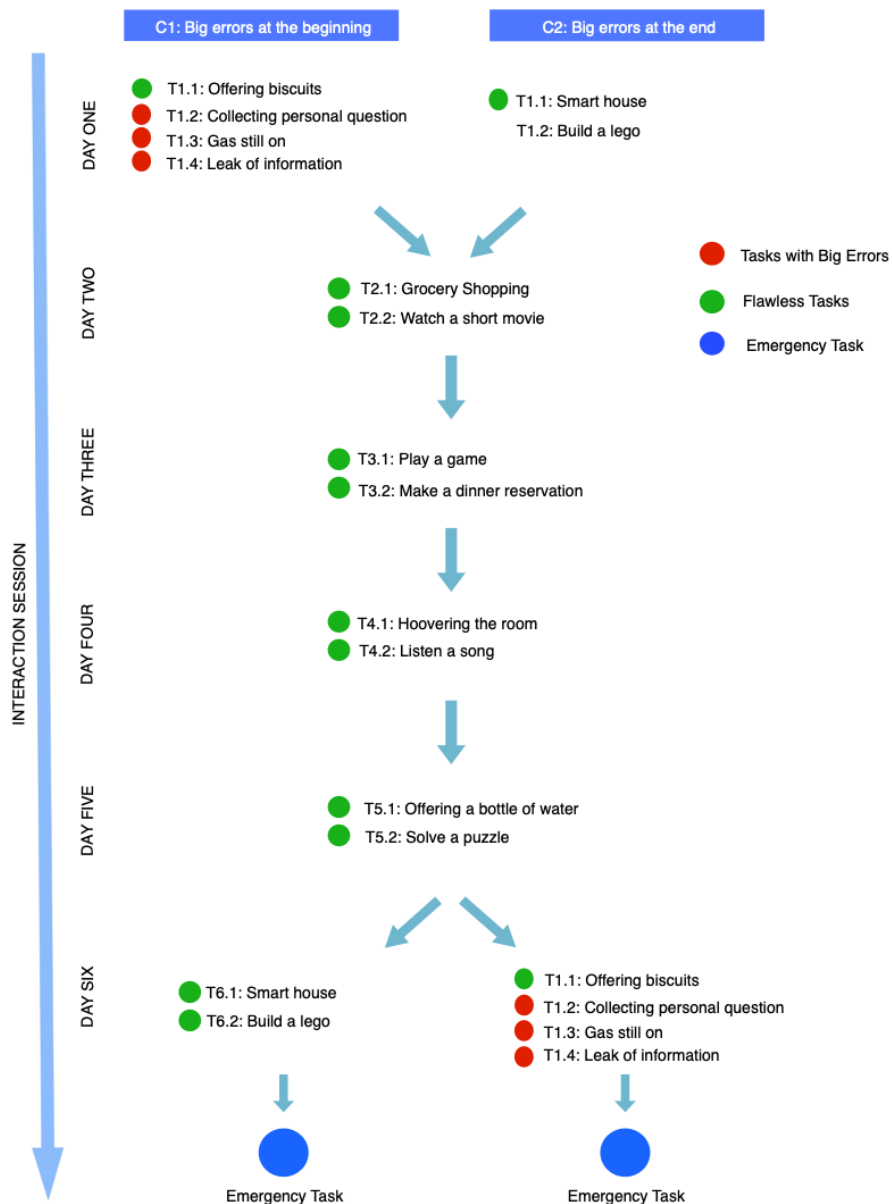 C1: Big errors at the beginning
C2: Big errors at the end
DAY ONE
T1.1: Offering biscuits
T1.2: Collecting personal question
T1.3: Gas still on
T1.4: Leak of information
T1.1: Smart house
T1.2: Build a lego
Tasks with Big Errors
Flawless Tasks
Emergency Task
DAY TWO
T2.1: Grocery Shopping
T2.2: Watch a short movie
INTERACTION SESSION
DAY THREE
T3.1: Play a game
T3.2: Make a dinner reservation
DAY FOUR
T4.1: Hoovering the room
T4.2: Listen a song
DAY FIVE
T5.1: Offering a bottle of water
T5.2: Solve a puzzle
DAY SIX
T6.1: Smart house
T6.2: Build a lego
T1.1: Offering biscuits
T1.2: Collecting personal question
T1.3: Gas still on
T1.4: Leak of information
Emergency Task
Emergency Task